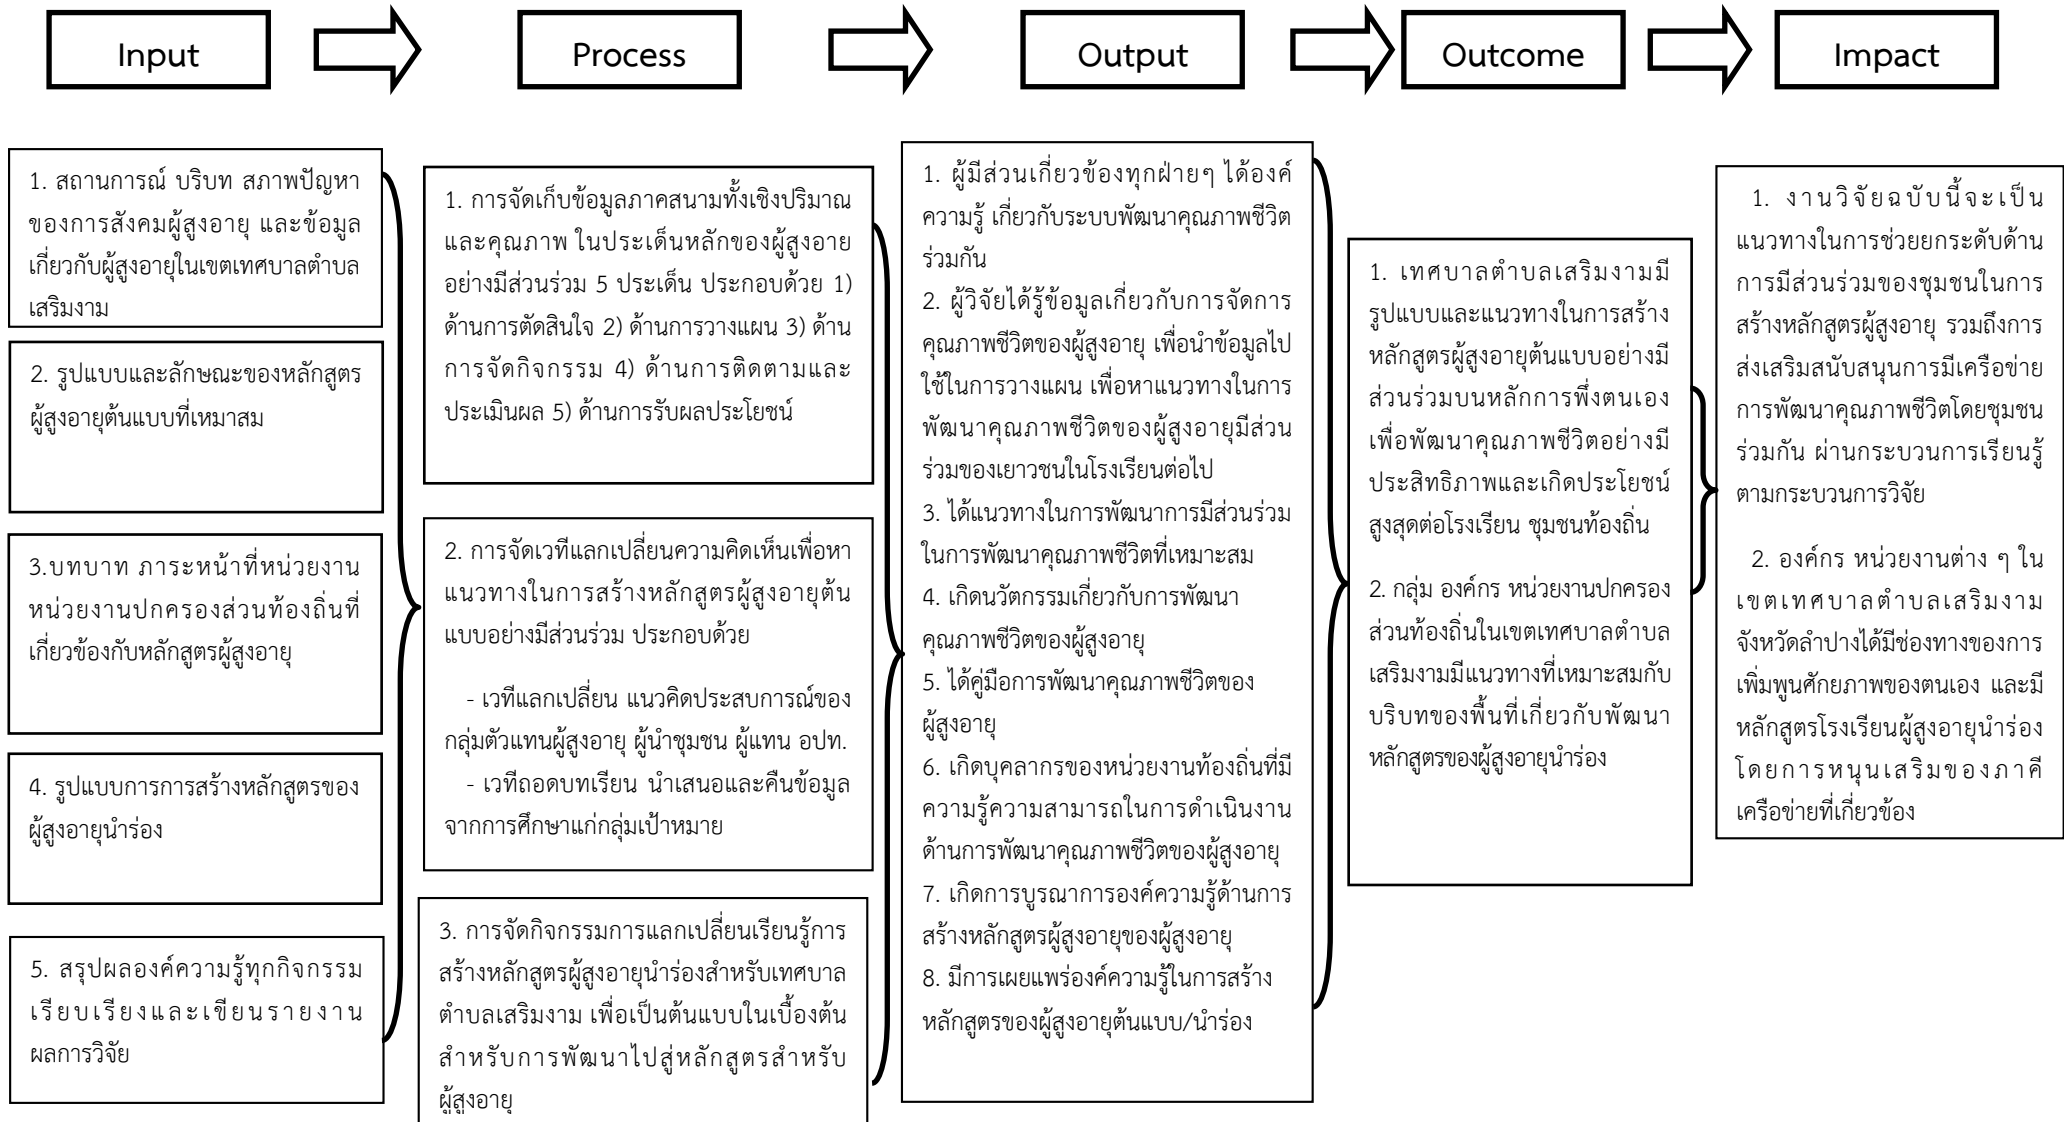 Input
Process
Output
Outcome
Impact
1. สถานการณ์ บริบท สภาพปัญหา
ของการสังคมผู้สูงอายุ และข้อมูล
เกี่ยวกับผู้สูงอายุในเขตเทศบาลตำบล
เสริมงาม
2. รูปแบบและลักษณะของหลักสูตร
ผู้สูงอายุต้นแบบที่เหมาสม
3.บทบาท ภาระหน้าที่หน่วยงาน
หน่วยงานปกครองส่วนท้องถิ่นที่
เกี่ยวข้องกับหลักสูตรผู้สูงอายุ
4. รูปแบบการการสร้างหลักสูตรของ
ผู้สูงอายุนำร่อง
5. สรุปผลองค์ความรู้ทุกกิจกรรม
เรียบเรียงและเขียนรายงาน
ผลการวิจัย
1. การจัดเก็บข้อมูลภาคสนามทั้งเชิงปริมาณ
และคุณภาพ ในประเด็นหลักของผู้สูงอาย
อย่างมีส่วนร่วม 5 ประเด็น ประกอบด้วย 1)
ด้านการตัดสินใจ 2) ด้านการวางแผน 3) ด้าน
การจัดกิจกรรม 4) ด้านการติดตามและ
ประเมินผล 5) ด้านการรับผลประโยชน์
2. การจัดเวทีแลกเปลี่ยนความคิดเห็นเพื่อหา
แนวทางในการสร้างหลักสูตรผู้สูงอายุต้น
แบบอย่างมีส่วนร่วม ประกอบด้วย
- เวทีแลกเปลี่ยน แนวคิดประสบการณ์ของ
กลุ่มตัวแทนผู้สูงอายุ ผู้นำชุมชน ผู้แทน อปท.
- เวทีถอดบทเรียน นำเสนอและคืนข้อมูล
จากการศึกษาแก่กลุ่มเป้าหมาย
3. การจัดกิจกรรมการแลกเปลี่ยนเรียนรู้การ
สร้างหลักสูตรผู้สูงอายุนำร่องสำหรับเทศบาล
ตำบลเสริมงาม เพื่อเป็นต้นแบบในเบื้องต้น
สำหรับการพัฒนาไปสู่หลักสูตรสำหรับ
ผู้สูงอายุ
1. ผู้มีส่วนเกี่ยวข้องทุกฝ่ายๆ ได้องค์
ความรู้ เกี่ยวกับระบบพัฒนาคุณภาพชีวิต
ร่วมกัน
2. ผู้วิจัยได้รู้ข้อมูลเกี่ยวกับการจัดการ
คุณภาพชีวิตของผู้สูงอายุ เพื่อนำข้อมูลไป
ใช้ในการวางแผน เพื่อหาแนวทางในการ
พัฒนาคุณภาพชีวิตของผู้สูงอายุมีส่วน
ร่วมของเยาวชนในโรงเรียนต่อไป
3. ได้แนวทางในการพัฒนาการมีส่วนร่วม
ในการพัฒนาคุณภาพชีวิตที่เหมาะสม
4. เกิดนวัตกรรมเกี่ยวกับการพัฒนา
คุณภาพชีวิตของผู้สูงอายุ
5. ได้คู่มือการพัฒนาคุณภาพชีวิตของ
ผู้สูงอายุ
6. เกิดบุคลากรของหน่วยงานท้องถิ่นที่มี
ความรู้ความสามารถในการดำเนินงาน
ด้านการพัฒนาคุณภาพชีวิตของผู้สูงอายุ
7. เกิดการบูรณาการองค์ความรู้ด้านการ
สร้างหลักสูตรผู้สูงอายุของผู้สูงอายุ
8. มีการเผยแพร่องค์ความรู้ในการสร้าง
หลักสูตรของผู้สูงอายุต้นแบบ/นำร่อง
1. เทศบาลตำบลเสริมงามมี
รูปแบบและแนวทางในการสร้าง
หลักสูตรผู้สูงอายุต้นแบบอย่างมี
ส่วนร่วมบนหลักการพึ่งตนเอง
เพื่อพัฒนาคุณภาพชีวิตอย่างมี
ประสิทธิภาพและเกิดประโยชน์
สูงสุดต่อโรงเรียน ชุมชนท้องถิ่น
2. กลุ่ม องค์กร หน่วยงานปกครอง
ส่วนท้องถิ่นในเขตเทศบาลตำบล
เสริมงามมีแนวทางที่เหมาะสมกับ
บริบทของพื้นที่เกี่ยวกับพัฒนา
หลักสูตรของผู้สูงอายุนำร่อง
1. งานวิจัยฉบับนี้จะเป็น
แนวทางในการช่วยยกระดับด้าน
การมีส่วนร่วมของชุมชนในการ
สร้างหลักสูตรผู้สูงอายุ รวมถึงการ
ส่งเสริมสนับสนุนการมีเครือข่าย
การพัฒนาคุณภาพชีวิตโดยชุมชน
ร่วมกัน ผ่านกระบวนการเรียนรู้
ตามกระบวนการวิจัย
2. องค์กร หน่วยงานต่าง ๆ ใน
เขตเทศบาลตำบลเสริมงาม
จังหวัดลำปางได้มีช่องทางของการ
เพิ่มพูนศักยภาพของตนเอง และมี
หลักสูตรโรงเรียนผู้สูงอายุนำร่อง
โดยการหนุนเสริมของภาคี
เครือข่ายที่เกี่ยวข้อง